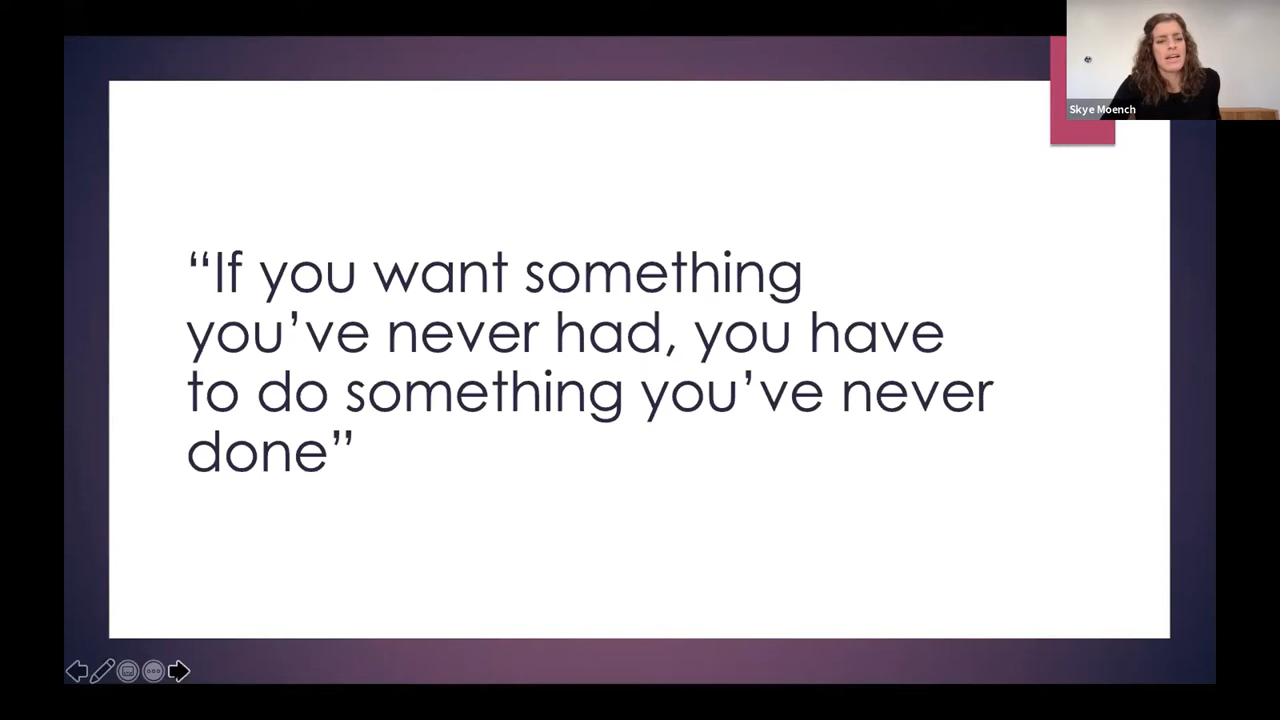 Skye Moench
“If you want something
you’ve never had, you have
to do something you’ve never
done”